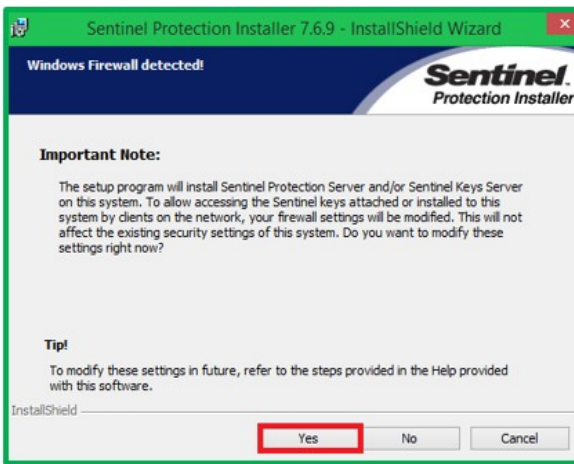 Sentinel Protection Installer 7.6.9 - InstallShield Wizard
Windows Firewall detected!
Sentinel.
Protection Installer
Important Note:
The setup program will install Sentinel Protection Server and/or Sentinel Keys Server
on this system. To allow accessing the Sentinel keys attached or installed to this
system by clients on the network, your firewall settings will be modified. This will not
affect the existing security settings of this system. Do you want to modify these
settings right now?
Tip!
To modify these settings in future, refer to the steps provided in the Help provided
with this software.
InstallShield
Yes No Cancel